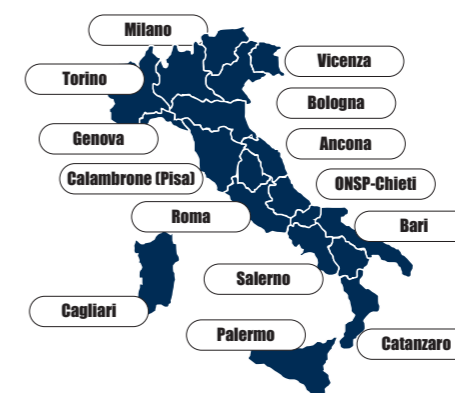 Milano
Vicenza
Torino
Bologna
Genova
Ancona
Calambrone (Pisa)
ONSP-Chieti
Roma
Bari
Salerno
Cagliari
Palermo
Catanzaro